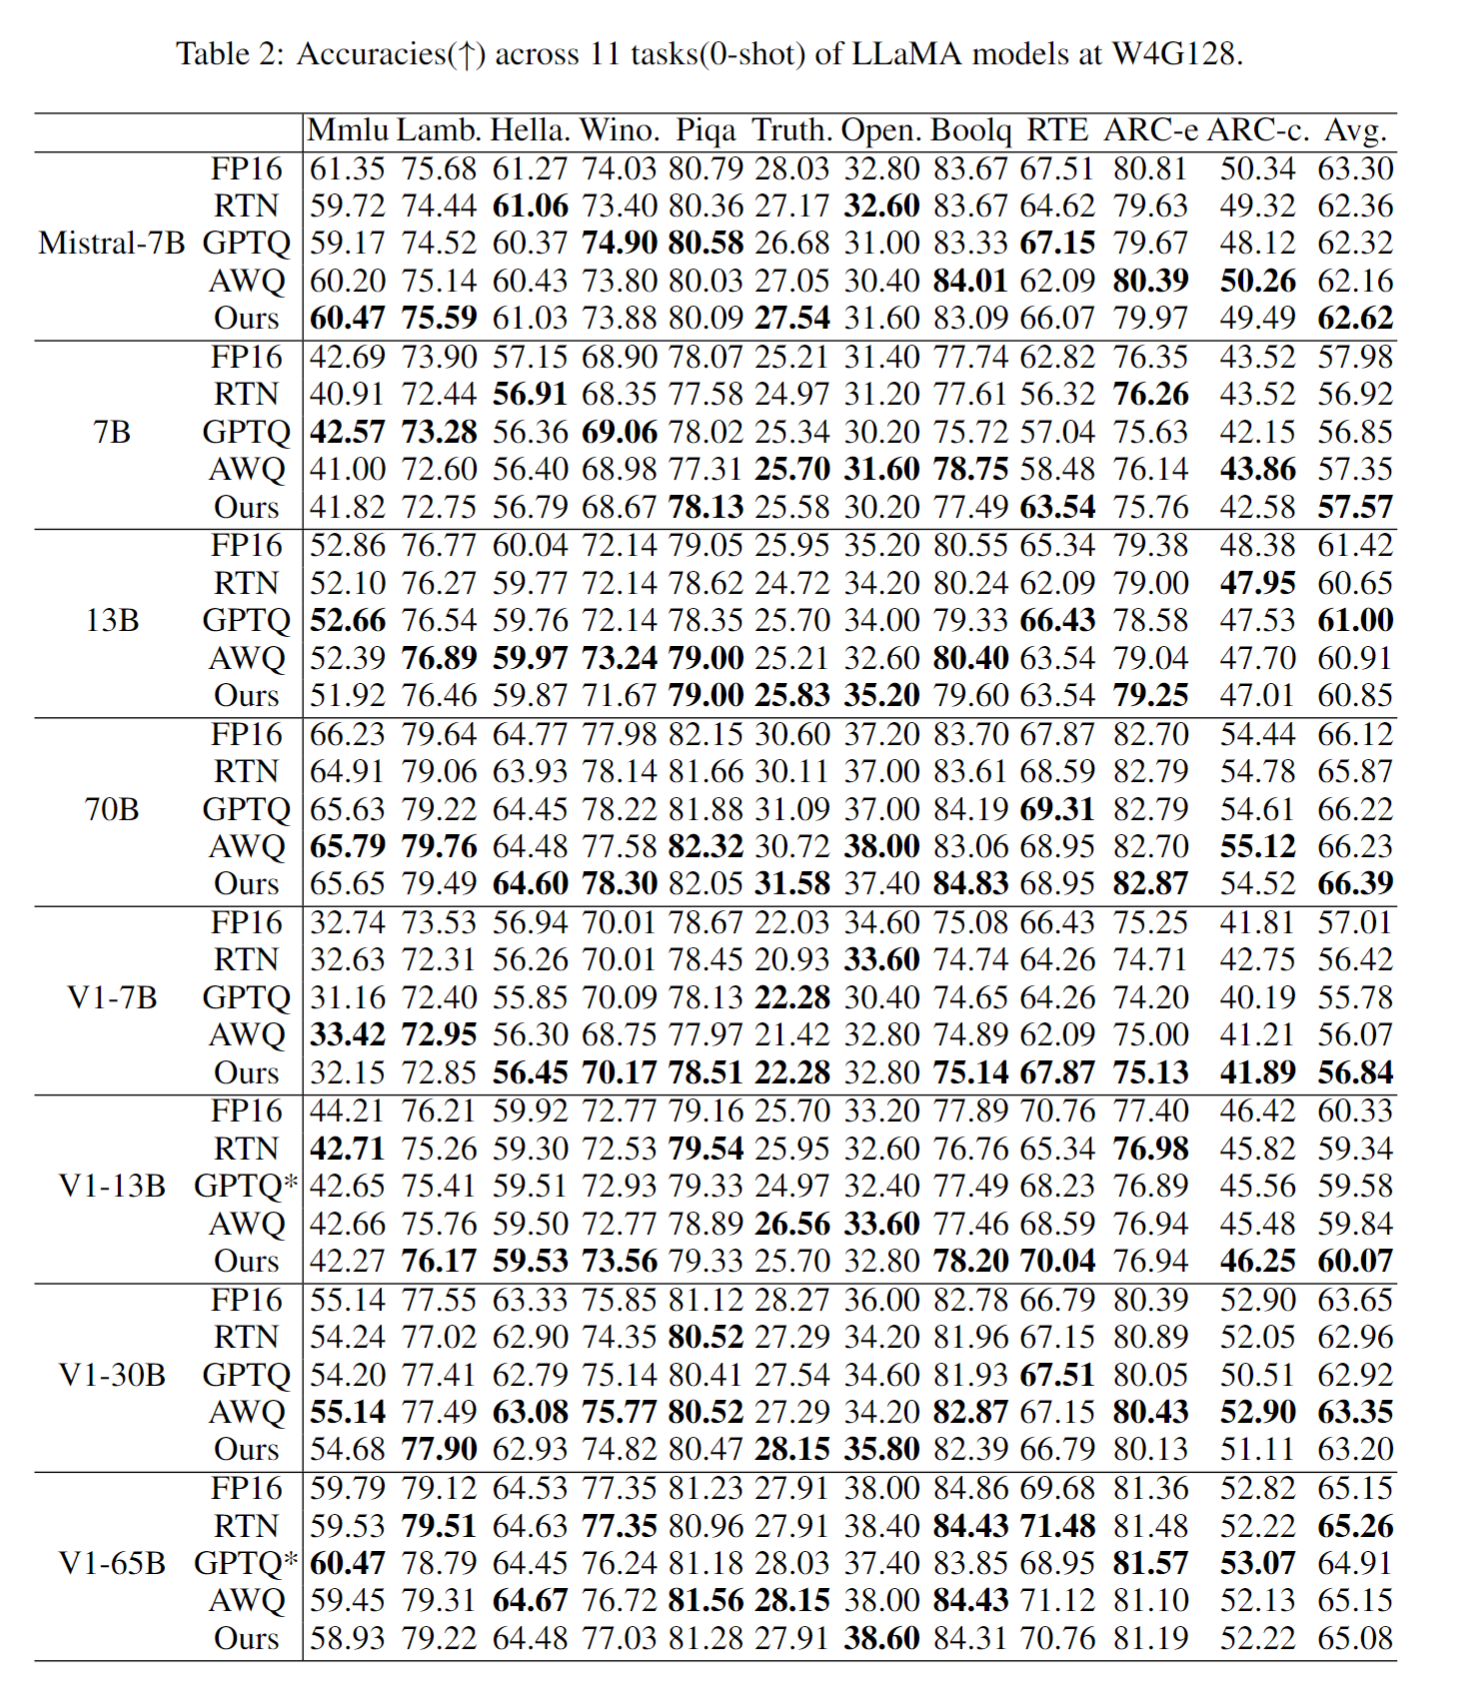 Table 2: Accuracies(↑) across 11 tasks(0-shot) of LLaMA models at W4G128.
Mmlu Lamb. Hella. Wino. Piqa Truth. Open. Boolq RTE ARC-e ARC-c. Avg.
FP16 61.35 75.68 61.27 74.03 80.79 28.03 32.80 83.67 67.51 80.81 50.34 63.30
RTN 59.72 74.44 61.06 73.40 80.36 27.17 32.60 83.67 64.62 79.63 49.32 62.36
Mistral-7B GPTQ 59.17 74.52 60.37 74.90 80.58 26.68 31.00 83.33 67.15 79.67 48.12 62.32
AWQ 60.20 75.14 60.43 73.80 80.03 27.05 30.40 84.01 62.09 80.39 50.26 62.16
Ours 60.47 75.59 61.03 73.88 80.09 27.54 31.60 83.09 66.07 79.97 49.49 62.62
FP16 42.69 73.90 57.15 68.90 78.07 25.21 31.40 77.74 62.82 76.35 43.52 57.98
RTN 40.91 72.44 56.91 68.35 77.58 24.97 31.20 77.61 56.32 76.26 43.52 56.92
7B GPTQ 42.57 73.28 56.36 69.06 78.02 25.34 30.20 75.72 57.04 75.63 42.15 56.85
AWQ 41.00 72.60 56.40 68.98 77.31 25.70 31.60 78.75 58.48 76.14 43.86 57.35
Ours 41.82 72.75 56.79 68.67 78.13 25.58 30.20 77.49 63.54 75.76 42.58 57.57
FP16 52.86 76.77 60.04 72.14 79.05 25.95 35.20 80.55 65.34 79.38 48.38 61.42
RTN 52.10 76.27 59.77 72.14 78.62 24.72 34.20 80.24 62.09 79.00 47.95 60.65
13B GPTQ 52.66 76.54 59.76 72.14 78.35 25.70 34.00 79.33 66.43 78.58 47.53 61.00
AWQ 52.39 76.89 59.97 73.24 79.00 25.21 32.60 80.40 63.54 79.04 47.70 60.91
Ours 51.92 76.46 59.87 71.67 79.00 25.83 35.20 79.60 63.54 79.25 47.01 60.85
FP16 66.23 79.64 64.77 77.98 82.15 30.60 37.20 83.70 67.87 82.70 54.44 66.12
RTN 64.91 79.06 63.93 78.14 81.66 30.11 37.00 83.61 68.59 82.79 54.78 65.87
70B GPTQ 65.63 79.22 64.45 78.22 81.88 31.09 37.00 84.19 69.31 82.79 54.61 66.22
AWQ 65.79 79.76 64.48 77.58 82.32 30.72 38.00 83.06 68.95 82.70 55.12 66.23
Ours 65.65 79.49 64.60 78.30 82.05 31.58 37.40 84.83 68.95 82.87 54.52 66.39
FP16 32.74 73.53 56.94 70.01 78.67 22.03 34.60 75.08 66.43 75.25 41.81 57.01
RTN 32.63 72.31 56.26 70.01 78.45 20.93 33.60 74.74 64.26 74.71 42.75 56.42
V1-7B GPTQ 31.16 72.40 55.85 70.09 78.13 22.28 30.40 74.65 64.26 74.20 40.19 55.78
AWQ 33.42 72.95 56.30 68.75 77.97 21.42 32.80 74.89 62.09 75.00 41.21 56.07
Ours 32.15 72.85 56.45 70.17 78.51 22.28 32.80 75.14 67.87 75.13 41.89 56.84
FP16 44.21 76.21 59.92 72.77 79.16 25.70 33.20 77.89 70.76 77.40 46.42 60.33
RTN 42.71 75.26 59.30 72.53 79.54 25.95 32.60 76.76 65.34 76.98 45.82 59.34
V1-13B GPTQ* 42.65 75.41 59.51 72.93 79.33 24.97 32.40 77.49 68.23 76.89 45.56 59.58
AWQ 42.66 75.76 59.50 72.77 78.89 26.56 33.60 77.46 68.59 76.94 45.48 59.84
Ours 42.27 76.17 59.53 73.56 79.33 25.70 32.80 78.20 70.04 76.94 46.25 60.07
FP16 55.14 77.55 63.33 75.85 81.12 28.27 36.00 82.78 66.79 80.39 52.90 63.65
RTN 54.24 77.02 62.90 74.35 80.52 27.29 34.20 81.96 67.15 80.89 52.05 62.96
V1-30B GPTQ 54.20 77.41 62.79 75.14 80.41 27.54 34.60 81.93 67.51 80.05 50.51 62.92
AWQ 55.14 77.49 63.08 75.77 80.52 27.29 34.20 82.87 67.15 80.43 52.90 63.35
Ours 54.68 77.90 62.93 74.82 80.47 28.15 35.80 82.39 66.79 80.13 51.11 63.20
FP16 59.79 79.12 64.53 77.35 81.23 27.91 38.00 84.86 69.68 81.36 52.82 65.15
RTN 59.53 79.51 64.63 77.35 80.96 27.91 38.40 84.43 71.48 81.48 52.22 65.26
V1-65B GPTQ* 60.47 78.79 64.45 76.24 81.18 28.03 37.40 83.85 68.95 81.57 53.07 64.91
AWQ 59.45 79.31 64.67 76.72 81.56 28.15 38.00 84.43 71.12 81.10 52.13 65.15
Ours 58.93 79.22 64.48 77.03 81.28 27.91 38.60 84.31 70.76 81.19 52.22 65.08